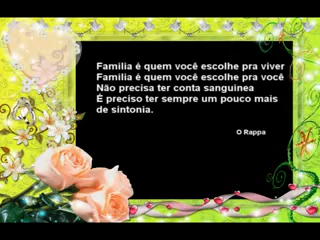 Familia é quem você escolhe pra viver
Familia é quem você escolhe pra você
Não precisa ter conta sanguinea
É preciso ter sempre um pouco mais
de sintonia.
O Rappa